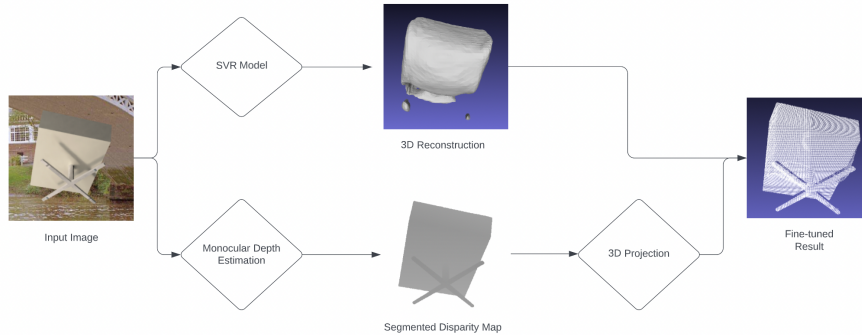 SVR Model
3D Reconstruction
Input Image
Monocular Depth
Estimation
3D Projection
Fine-tuned
Result
Segmented Disparity Map